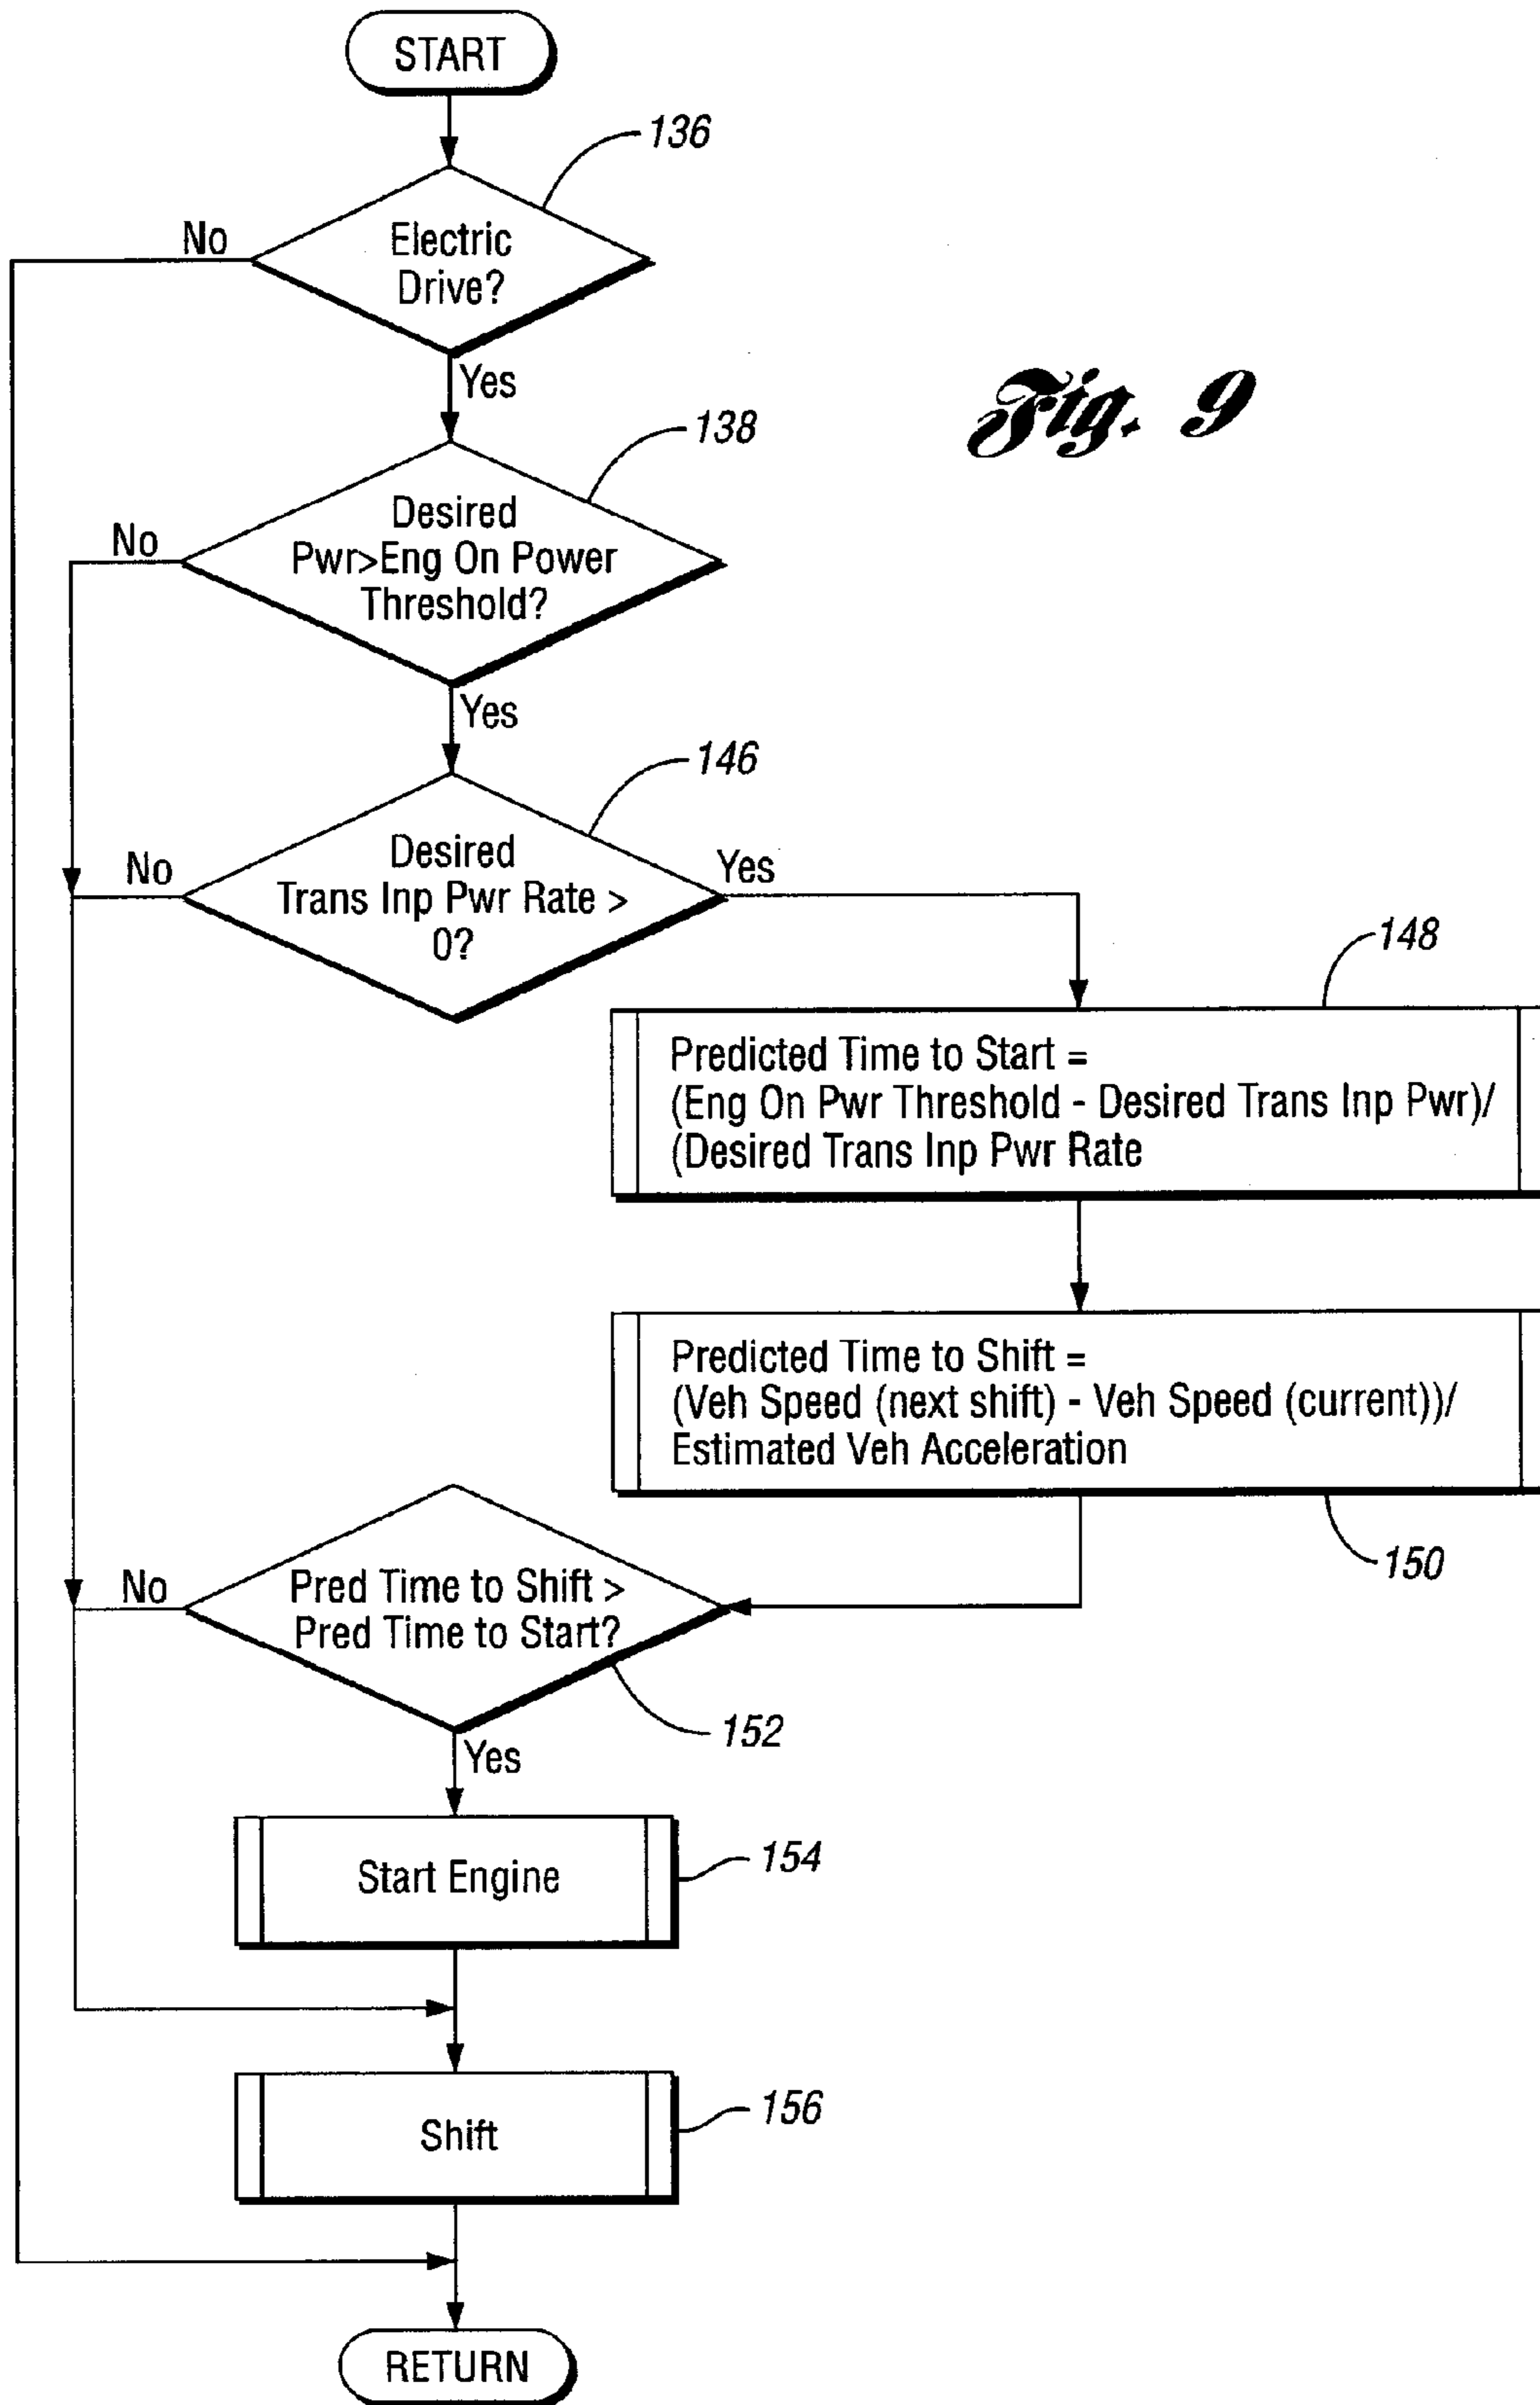 START
136
No
Electric
Drive?
Yes
Fig. 9
138
No
Desired
Pwr>Eng On Power
Threshold?
Yes
146
No
Desired
Trans Inp Pwr Rate >
0?
Yes
148
Predicted Time to Start =
(Eng On Pwr Threshold - Desired Trans Inp Pwr)/
(Desired Trans Inp Pwr Rate
Predicted Time to Shift =
(Veh Speed (next shift) - Veh Speed (current))/
Estimated Veh Acceleration
150
No
Pred Time to Shift >
Pred Time to Start?
152
Yes
Start Engine
154
Shift
156
RETURN